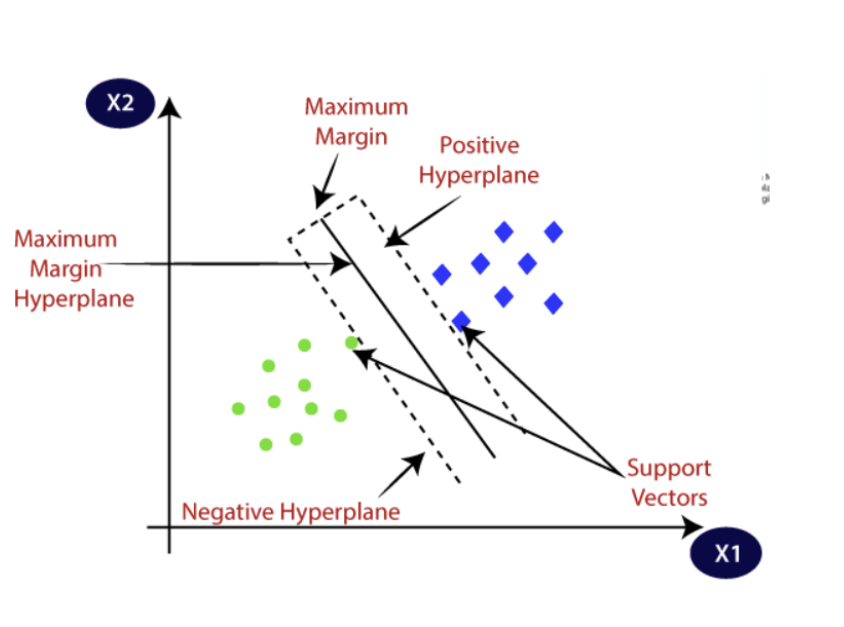 X2
Maximum
Margin
Positive
Hyperplane
Maximum
Margin
Hyperplane
Support
Vectors
Negative Hyperplane
X1